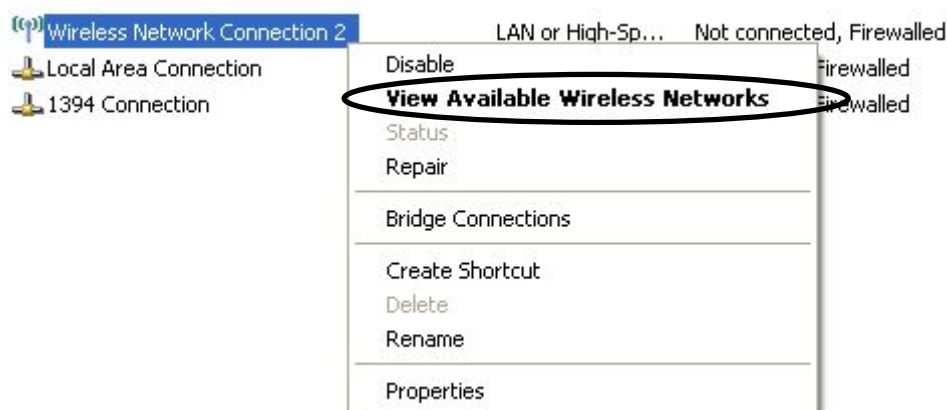 Wireless Network Connection 2 LAN or High-Sp... Not connected, Firewalled
Local Area Connection Disable Firewalled
1394 Connection View Available Wireless Networks Firewalled
Status
Repair
Bridge Connections
Create Shortcut
Delete
Rename
Properties